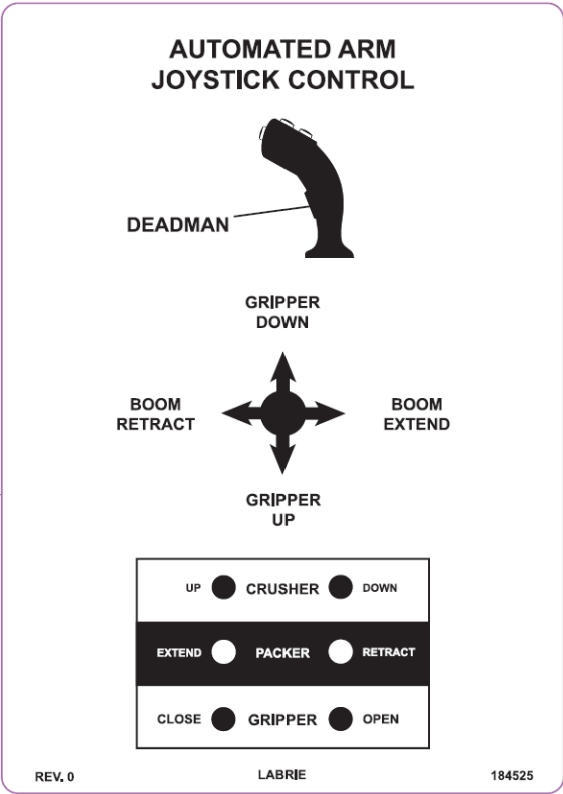 AUTOMATED ARM
JOYSTICK CONTROL
DEADMAN
GRIPPER
DOWN
BOOM
RETRACT
BOOM
EXTEND
GRIPPER
UP
UP CRUSHER DOWN
EXTEND PACKER RETRACT
CLOSE GRIPPER OPEN
REV. 0 LABRIE 184525